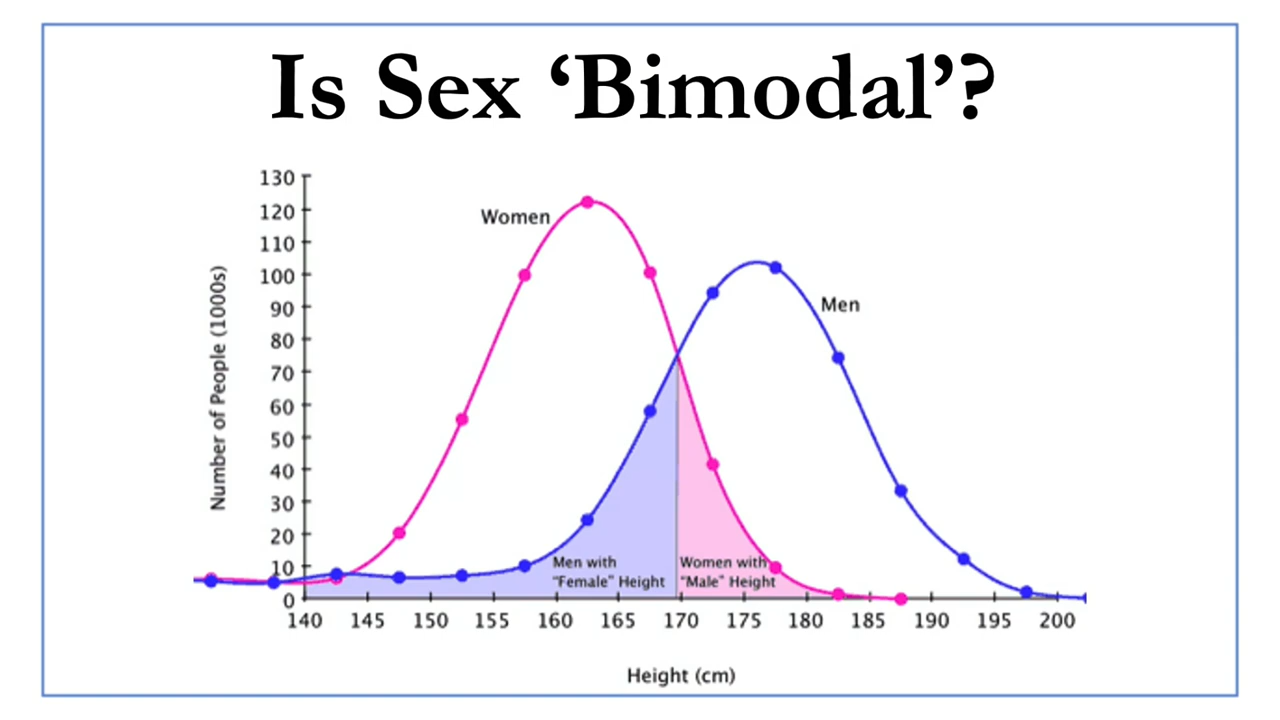 Is Sex ‘Bimodal’?
130
120
110
100
90
80
70
60
50
40
30
20
10
0
Number of People (1000s)
Women
Men
Men with
“Female” Height
Women with
“Male” Height
140 145 150 155 160 165 170 175 180 185 190 195 200
Height (cm)